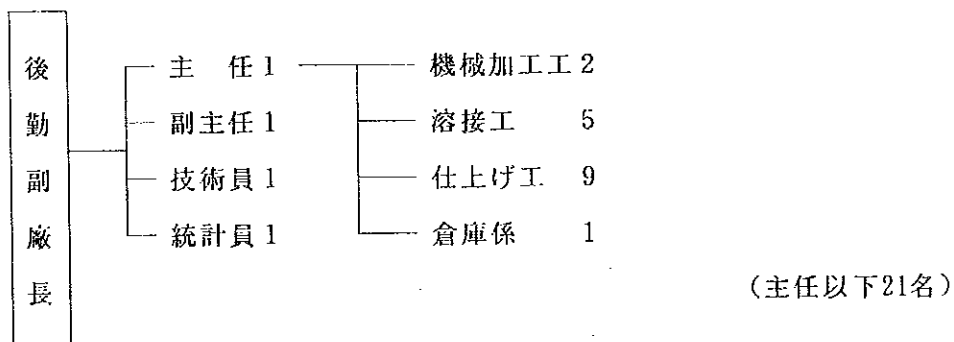 後勤副廠長
主　任 1
機械加工工 2
副主任 1
溶接工　5
技術員 1
仕上げ工　9
統計員 1
倉庫係　1
（主任以下21名）